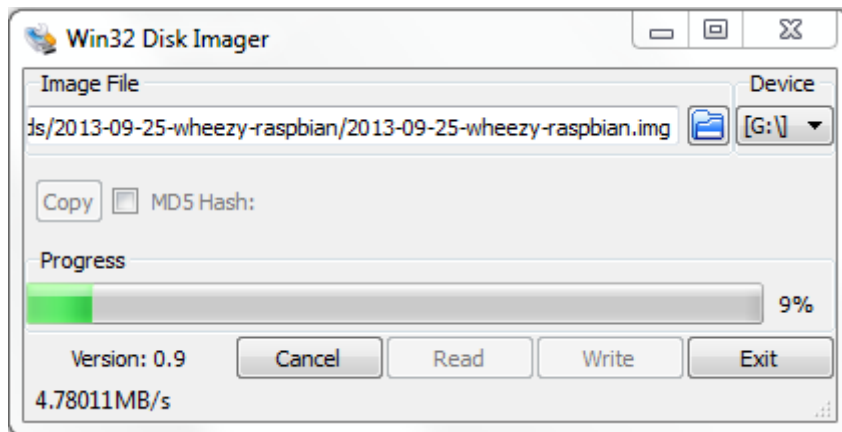 Win32 Disk Imager
Image File Device
ds/2013-09-25-wheezy-raspbian/2013-09-25-wheezy-raspbian.img [G:\]
Copy MD5 Hash:
Progress
9%
Version: 0.9 Cancel Read Write Exit
4.78011MB/s